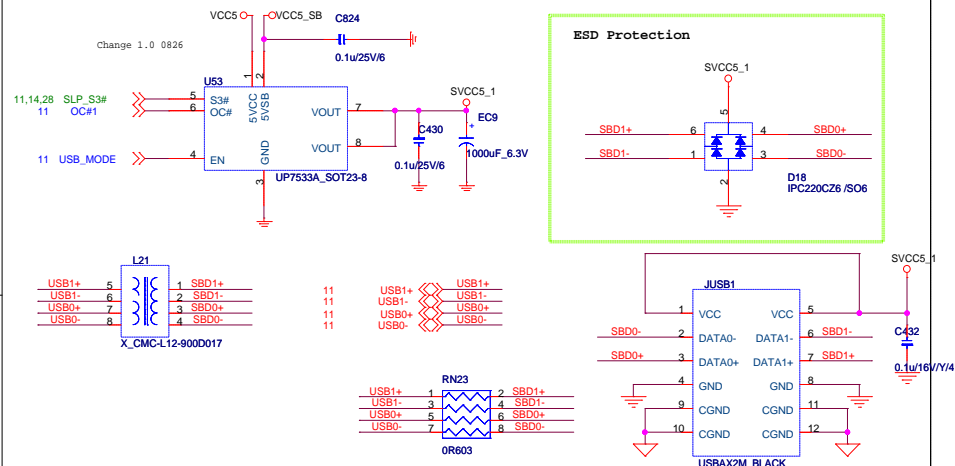 VCC5
VCC5_SB
C824
0.1u/25V/6
Change 1.0 0826
U53
1
2
11,14,28 SLP_S3#
5
S3#
5VCC
5VSB
11 OC#1
6
OC#
VOUT
7
SVCC5_1
EC9
+
C430
1000uF_6.3V
0.1u/25V/6
VOUT
8
11 USB_MODE
4
EN
GND
3
UP7533A_SOT23-8
ESD Protection
SVCC5_1
5
SBD1+
6
4
SBD0+
SBD1-
1
3
SBD0-
2
D18
IPC220CZ6 /SO6
L21
USB1+ 5 1 SBD1+
USB1- 6 2 SBD1-
USB0+ 7 3 SBD0+
USB0- 8 4 SBD0-
X_CMC-L12-900D017
11 USB1+ USB1+
11 USB1- USB1-
11 USB0+ USB0+
11 USB0- USB0-
RN23
USB1+ 1 2 SBD1+
USB1- 3 4 SBD1-
USB0+ 5 6 SBD0+
USB0- 7 8 SBD0-
0R603
SVCC5_1
JUSB1
1 VCC VCC 5
SBD0- 2 DATA0- DATA1- 6 SBD1-
SBD0+ 3 DATA0+ DATA1+ 7 SBD1+
4 GND GND 8
9 CGND CGND 11
10 CGND CGND 12
USBAX2M_BLACK
C432
0.1u/16V/Y/4